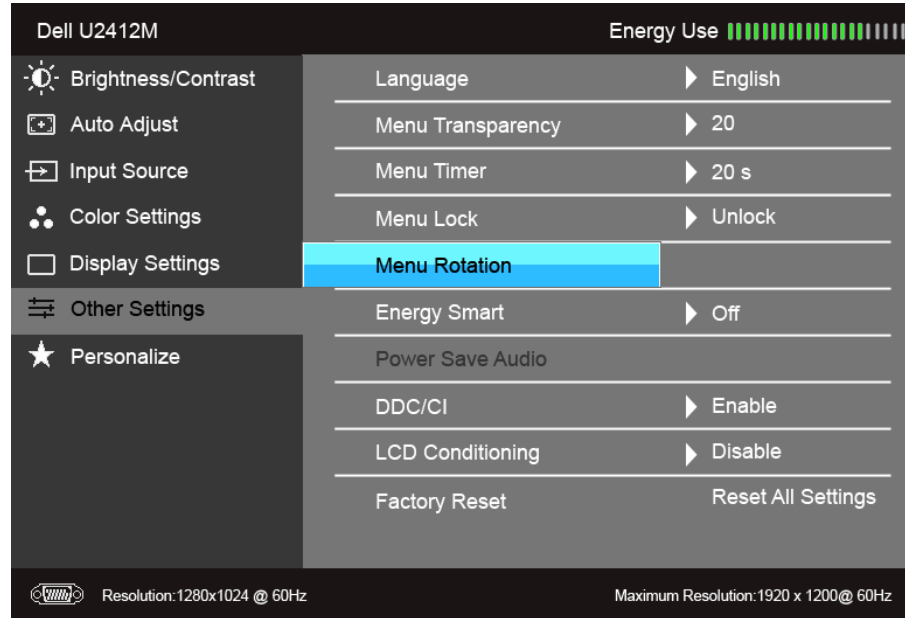 Dell U2412M Energy Use
Brightness/Contrast Language English
Auto Adjust Menu Transparency 20
Input Source Menu Timer 20 s
Color Settings Menu Lock Unlock
Display Settings Menu Rotation
Other Settings Energy Smart Off
Personalize Power Save Audio
DDC/CI Enable
LCD Conditioning Disable
Factory Reset Reset All Settings
Resolution:1280x1024 @ 60Hz Maximum Resolution:1920 x 1200@ 60Hz